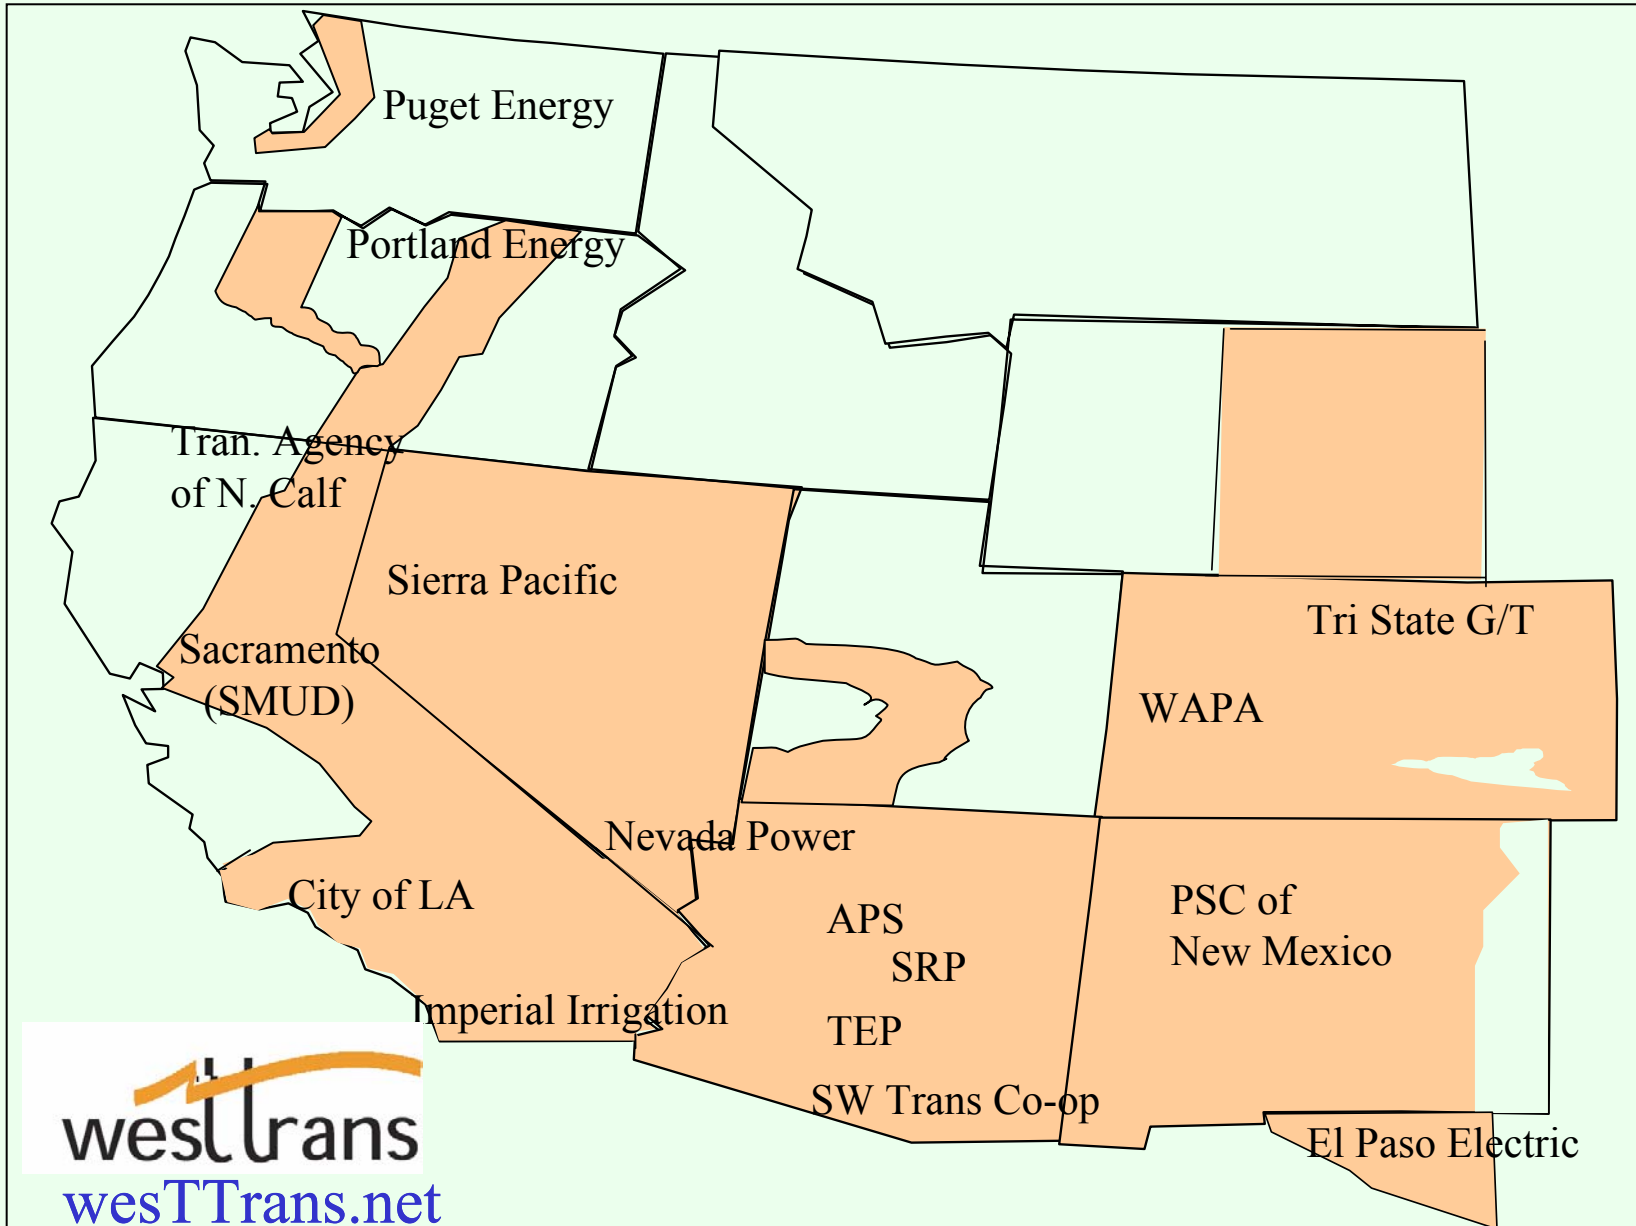 Puget Energy
Portland Energy
Tran. Agency
of N. Calf
Sierra Pacific
Tri State G/T
Sacramento
(SMUD)
WAPA
Nevada Power
City of LA
APS
PSC of
New Mexico
SRP
Imperial Irrigation
TEP
SW Trans Co-op
El Paso Electric
westtrans
wesTTrans.net